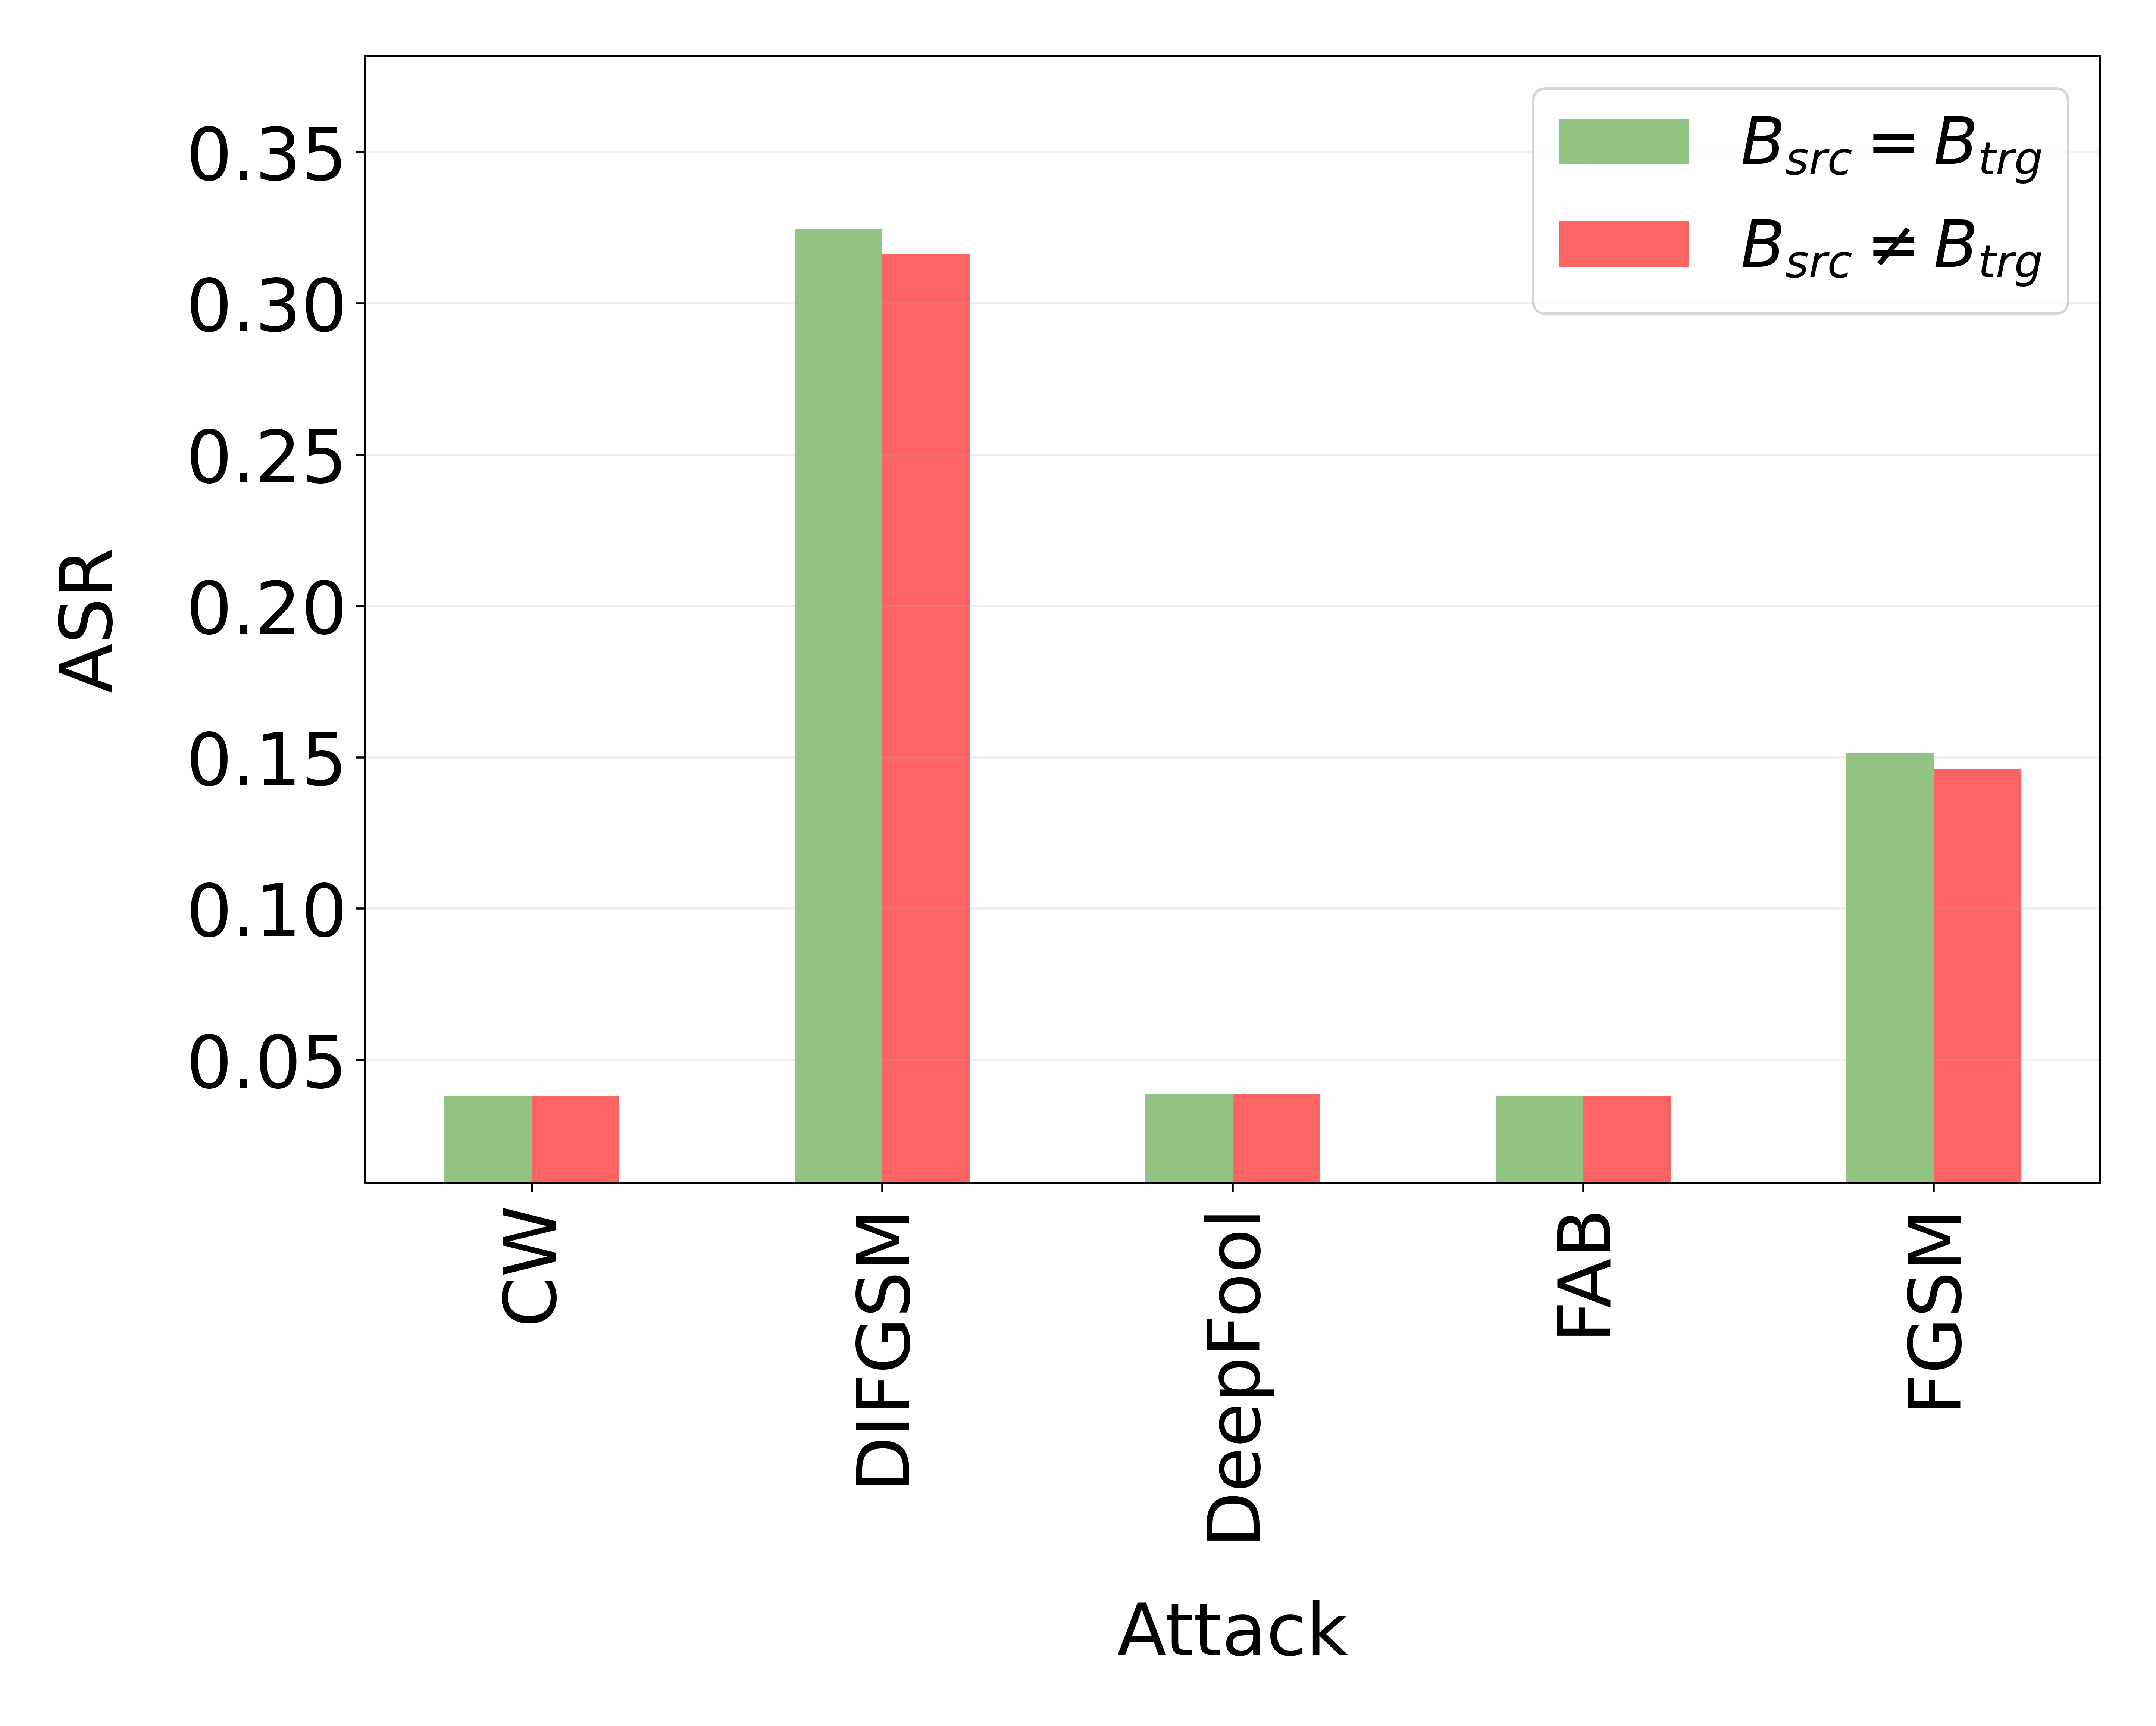 0.35
0.30
0.25
0.20
0.15
0.10
0.05
ASR
B_src = B_trg
B_src ≠ B_trg
CW
DIFGSM
DeepFool
FAB
FGSM
Attack